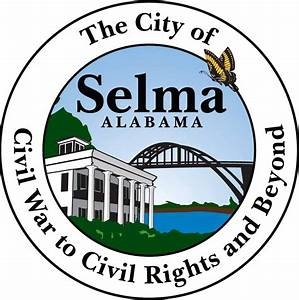 The City of
Selma
ALABAMA
Civil War to Civil Rights and Beyond